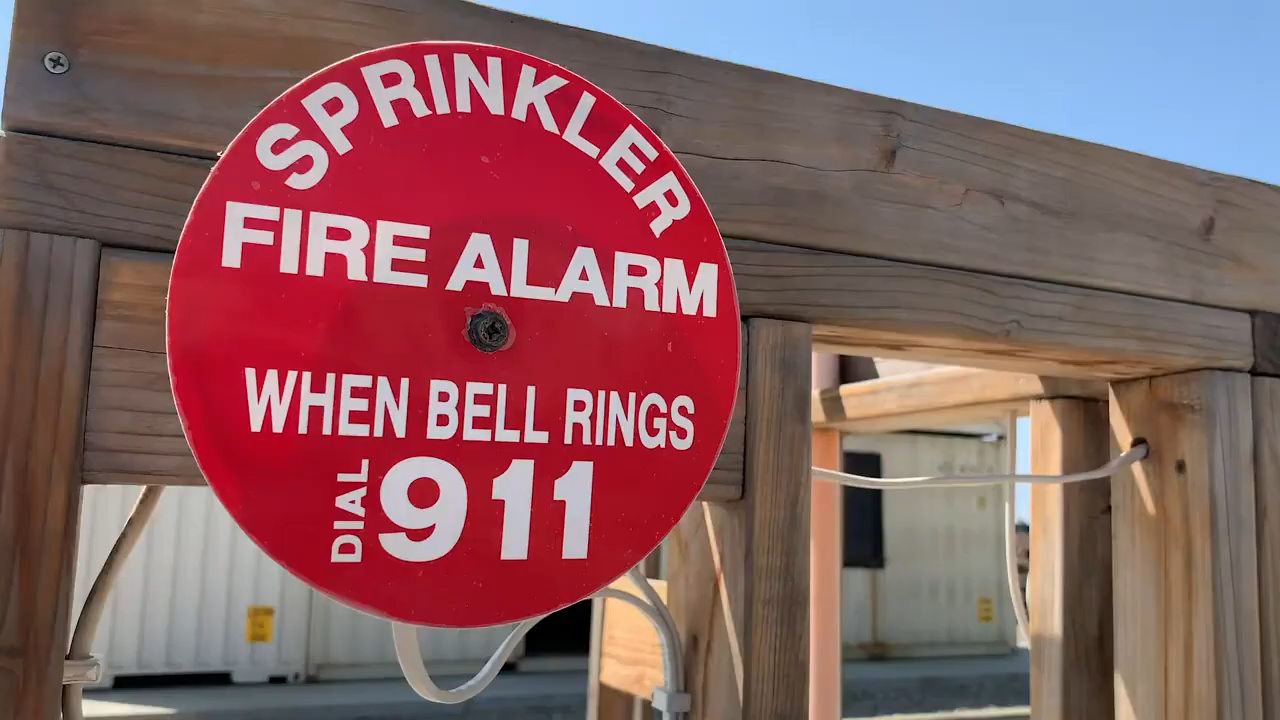 SPRINKLER
FIRE ALARM
WHEN BELL RINGS
DIAL 911